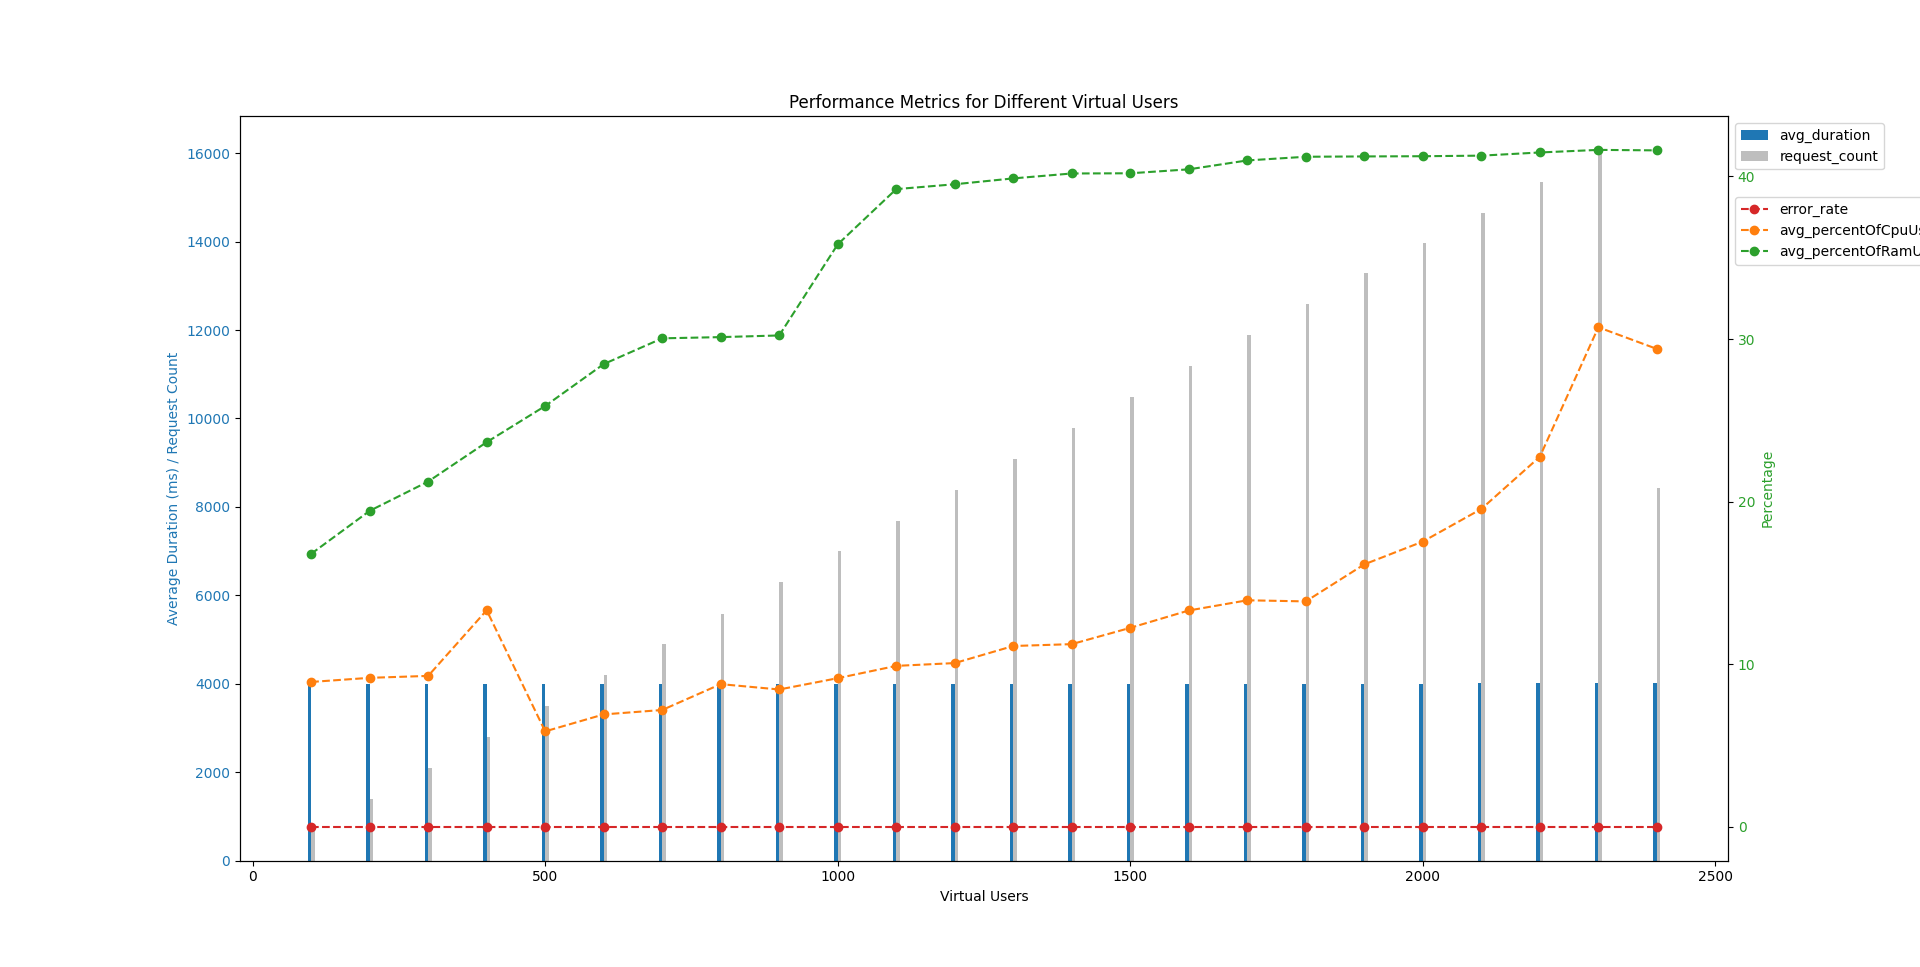 Performance Metrics for Different Virtual Users
avg_duration
request_count
error_rate
avg_percentOfCpuUs
avg_percentOfRamU
16000
14000
12000
10000
8000
6000
4000
2000
0
Average Duration (ms) / Request Count
40
30
20
10
0
Percentage
0
500
1000
1500
2000
2500
Virtual Users